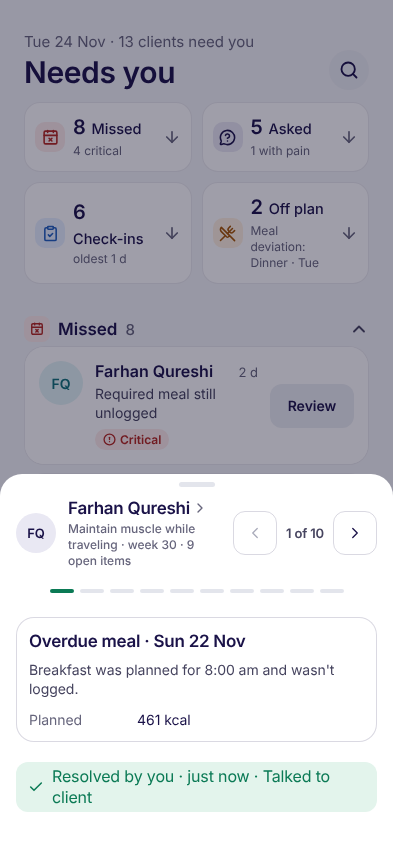 Tue 24 Nov · 13 clients need you
Needs you
8 Missed
4 critical
5 Asked
1 with pain
6
Check-ins
oldest 1 d
2 Off plan
Meal
deviation:
Dinner · Tue
Missed 8
FQ
Farhan Qureshi 2 d
Required meal still
unlogged
Critical
Review
FQ
Farhan Qureshi
Maintain muscle while
traveling · week 30 · 9
open items
1 of 10
Overdue meal · Sun 22 Nov
Breakfast was planned for 8:00 am and wasn't
logged.
Planned 461 kcal
Resolved by you · just now · Talked to
client